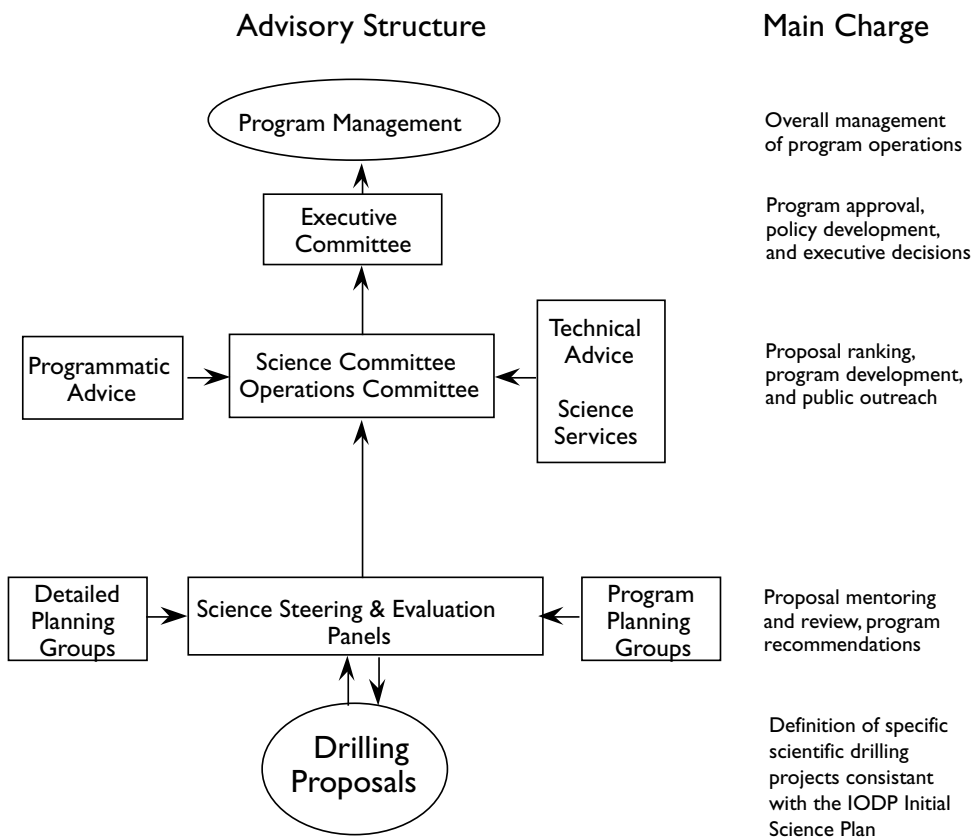 Advisory Structure
Main Charge
Program Management
Overall management
of program operations
Executive
Committee
Program approval,
policy development,
and executive decisions
Programmatic
Advice
Science Committee
Operations Committee
Technical
Advice
Science
Services
Proposal ranking,
program development,
and public outreach
Detailed
Planning
Groups
Science Steering & Evaluation
Panels
Program
Planning
Groups
Proposal mentoring
and review, program
recommendations
Drilling
Proposals
Definition of specific
scientific drilling
projects consistant
with the IODP Initial
Science Plan